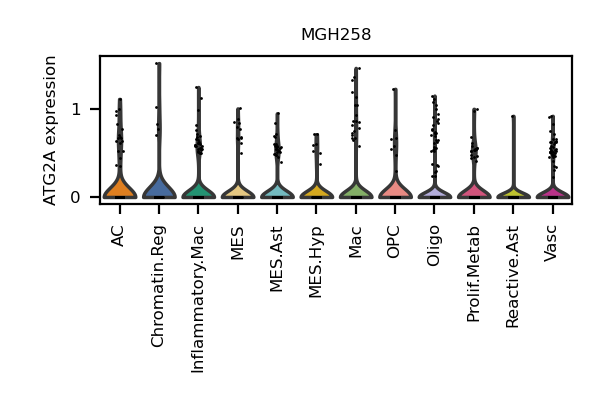 MGH258
ATG2A expression
1
0
AC
Chromatin.Reg
Inflammatory.Mac
MES
MES.Ast
MES.Hyp
Mac
OPC
Oligo
Prolif.Metab
Reactive.Ast
Vasc